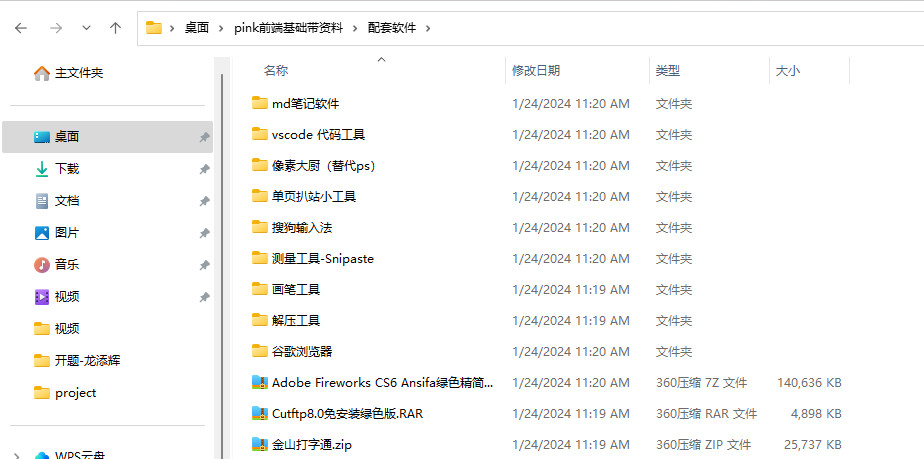 桌面 › pink前端基础带资料 › 配套软件 ›
主文件夹
桌面
下载
文档
图片
音乐
视频
视频
开题-龙添辉
project
WPS云盘
名称 修改日期 类型 大小
md笔记软件 1/24/2024 11:20 AM 文件夹
vscode 代码工具 1/24/2024 11:20 AM 文件夹
像素大厨（替代ps） 1/24/2024 11:20 AM 文件夹
单页扒站小工具 1/24/2024 11:20 AM 文件夹
搜狗输入法 1/24/2024 11:20 AM 文件夹
测量工具-Snipaste 1/24/2024 11:20 AM 文件夹
画笔工具 1/24/2024 11:19 AM 文件夹
解压工具 1/24/2024 11:19 AM 文件夹
谷歌浏览器 1/24/2024 11:20 AM 文件夹
Adobe Fireworks CS6 Ansifa绿色精简... 1/24/2024 11:20 AM 360压缩 7Z 文件 140,636 KB
Cutftp8.0免安装绿色版.RAR 1/24/2024 11:19 AM 360压缩 RAR 文件 4,898 KB
金山打字通.zip 1/24/2024 11:19 AM 360压缩 ZIP 文件 25,737 KB